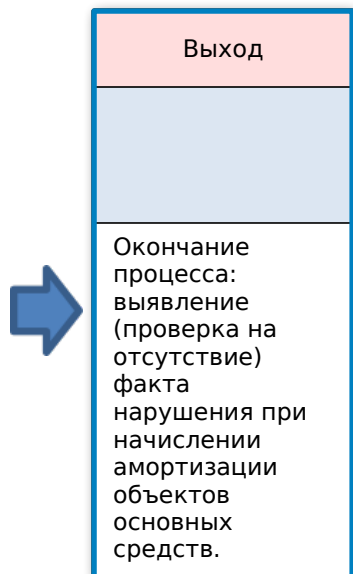 Выход
Окончание
процесса:
выявление
(проверка на
отсутствие)
факта
нарушения при
начислении
амортизации
объектов
основных
средств.